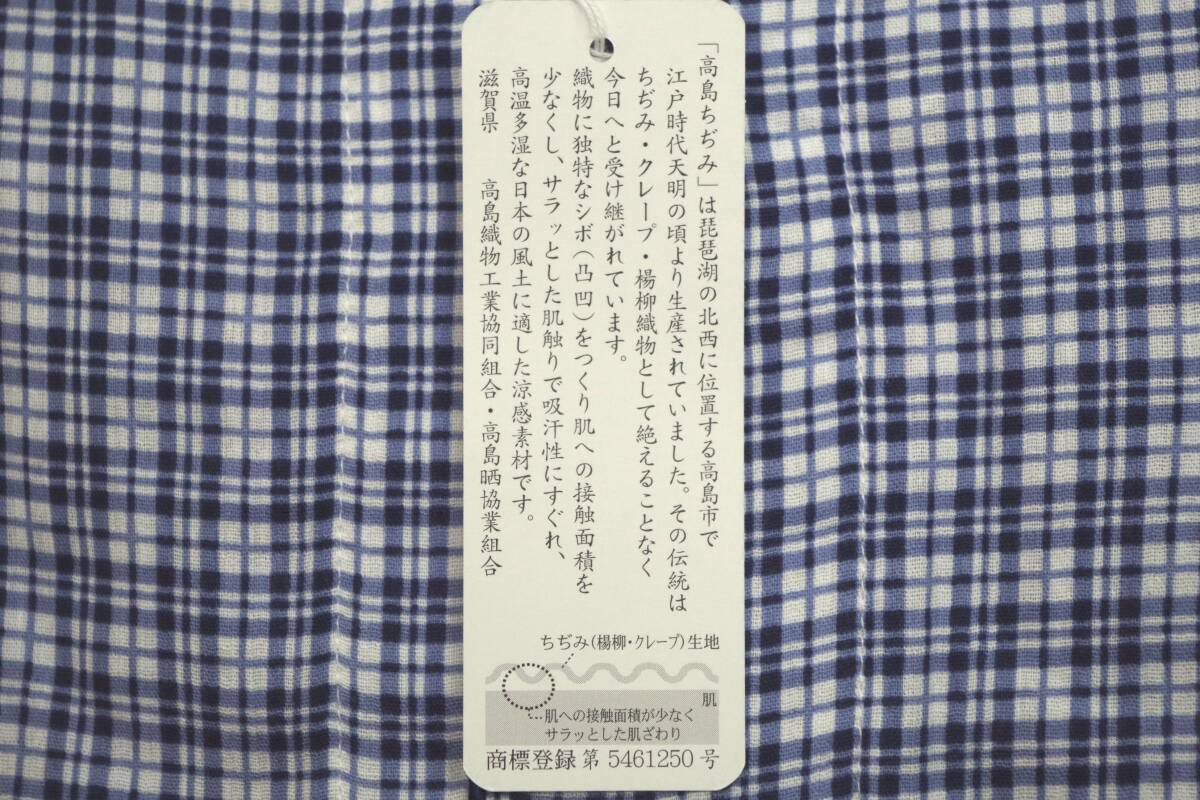 「高島ちぢみ」は琵琶湖の北西に位置する高島市で
江戸時代天明の頃より生産されていました。その伝統は
ちぢみ・クレープ・楊柳織物として絶えることなく
今日へと受け継がれています。
織物に独特なシボ（凸凹）をつくり肌への接触面積を
少なくし、サラッとした肌触りで吸汗性にすぐれ、
高温多湿な日本の風土に適した涼感素材です。
滋賀県　高島織物工業協同組合・高島晒協業組合
ちぢみ(楊柳・クレープ)生地
肌
肌への接触面積が少なく
サラッとした肌ざわり
商標登録 第 5461250 号